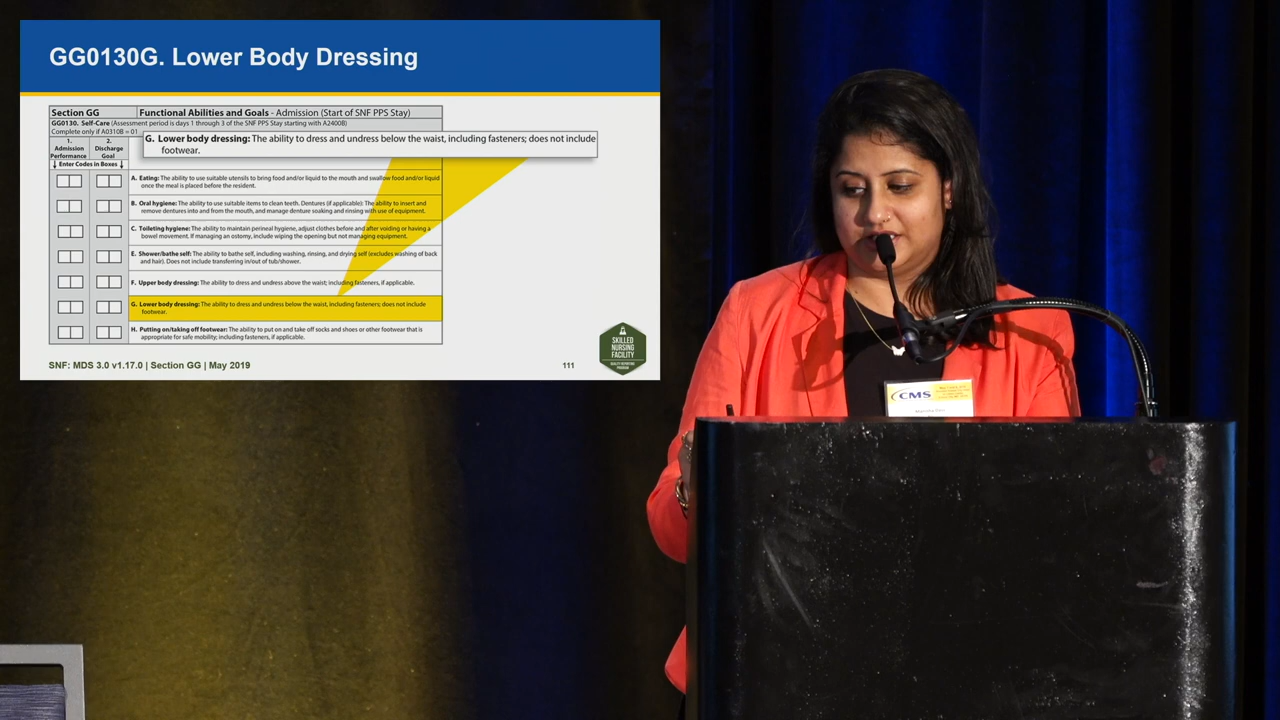 GG0130G. Lower Body Dressing
Section GG
Functional Abilities and Goals - Admission (Start of SNF PPS Stay)
GG0130. Self-Care (Assessment period is days 1 through 3 of the SNF PPS Stay starting with A2400B)
Complete only if A0310B = 01
G. Lower body dressing: The ability to dress and undress below the waist, including fasteners; does not include
footwear.
1.
Admission
Performance
2.
Discharge
Goal
↓ Enter Codes in Boxes ↓
A. Eating: The ability to use suitable utensils to bring food and/or liquid to the mouth and swallow food and/or liquid
once the meal is placed before the resident.
B. Oral hygiene: The ability to use suitable items to clean teeth. Dentures (if applicable): The ability to insert and
remove dentures into and from the mouth, and manage denture soaking and rinsing with use of equipment.
C. Toileting hygiene: The ability to maintain perineal hygiene, adjust clothes before and after voiding or having a
bowel movement. If managing an ostomy, include wiping the opening but not managing equipment.
E. Shower/bathe self: The ability to bathe self, including washing, rinsing, and drying self (excludes washing of back
and hair). Does not include transferring in/out of tub/shower.
F. Upper body dressing: The ability to dress and undress above the waist; including fasteners, if applicable.
G. Lower body dressing: The ability to dress and undress below the waist, including fasteners; does not include
footwear.
H. Putting on/taking off footwear: The ability to put on and take off socks and shoes or other footwear that is
appropriate for safe mobility; including fasteners, if applicable.
SKILLED
NURSING
FACILITY
QUALITY REPORTING
PROGRAM
SNF: MDS 3.0 v1.17.0 | Section GG | May 2019
111
CMS